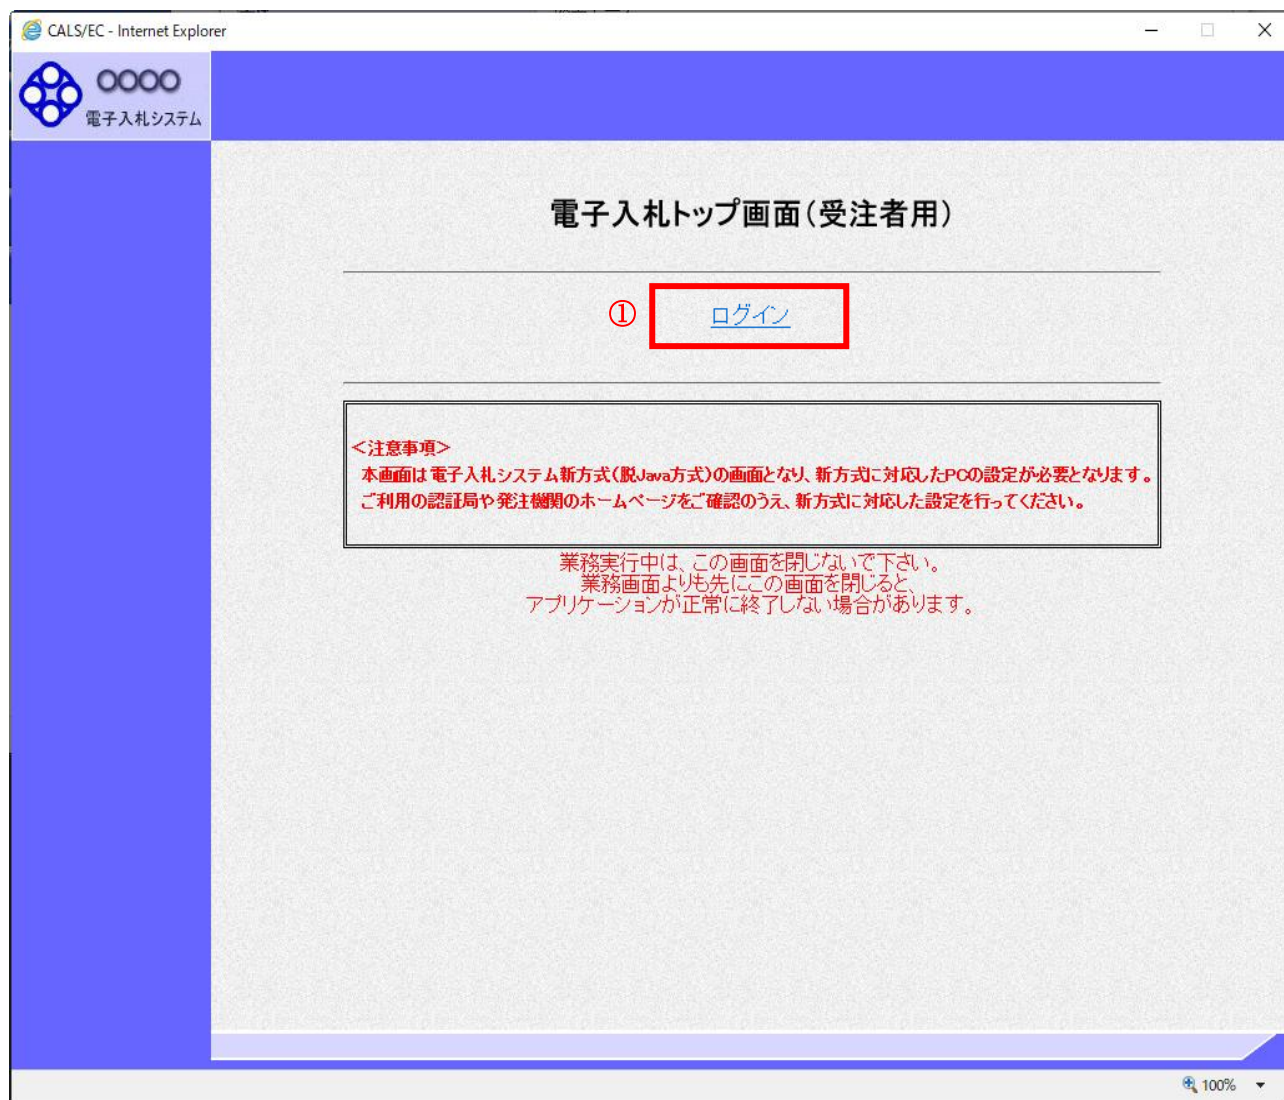 CALS/EC - Internet Explorer
〇〇〇〇
電子入札システム
電子入札トップ画面(受注者用)
① ログイン
＜注意事項＞
本画面は電子入札システム新方式(脱Java方式)の画面となり、新方式に対応したPCの設定が必要となります。
ご利用の認証局や発注機関のホームページをご確認のうえ、新方式に対応した設定を行ってください。
業務実行中は、この画面を閉じないで下さい。
業務画面よりも先にこの画面を閉じると、
アプリケーションが正常に終了しない場合があります。
100%